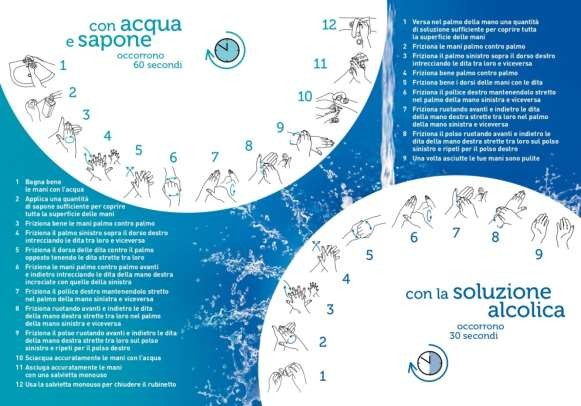 con acqua
e sapone
occorrono
60 secondi
1
2
3
4
5
6
7
8
9
10
11
12
1 Bagna bene
le mani con l'acqua
2 Applica una quantità
di sapone sufficiente per coprire
tutta la superficie delle mani
3 Friziona bene le mani palmo contro palmo
4 Friziona il palmo sinistro sopra il dorso destro
intrecciando le dita tra loro e viceversa
5 Friziona il dorso delle dita contro il palmo
opposto tenendo le dita strette tra loro
6 Friziona le mani palmo contro palmo avanti
e indietro intrecciando le dita della mano destra
incrociate con quelle della sinistra
7 Friziona il pollice destro mantenendolo stretto
nel palmo della mano sinistra e viceversa
8 Friziona ruotando avanti e indietro le dita
della mano destra strette tra loro nel palmo
della mano sinistra e viceversa
9 Friziona il polso ruotando avanti e indietro le dita
della mano destra strette tra loro sul polso
sinistro e ripeti per il polso destro
10 Sciacqua accuratamente le mani con l'acqua
11 Asciuga accuratamente le mani
con una salvietta monouso
12 Usa la salvietta monouso per chiudere il rubinetto
1 Versa nel palmo della mano una quantità
di soluzione sufficiente per coprire tutta
la superficie delle mani
2 Friziona le mani palmo contro palmo
3 Friziona il palmo sinistro sopra il dorso destro
intrecciando le dita tra loro e viceversa
4 Friziona bene palmo contro palmo
5 Friziona bene i dorsi delle mani con le dita
6 Friziona il pollice destro mantenendolo stretto
nel palmo della mano sinistra e viceversa
7 Friziona ruotando avanti e indietro le dita
della mano destra strette tra loro nel palmo
della mano sinistra e viceversa
8 Friziona il polso ruotando avanti e indietro le
dita della mano destra strette tra loro sul polso
sinistro e ripeti per il polso destro
9 Una volta asciutte le tue mani sono pulite
con la soluzione
alcolica
occorrono
30 secondi
1
2
3
4
5
6
7
8
9